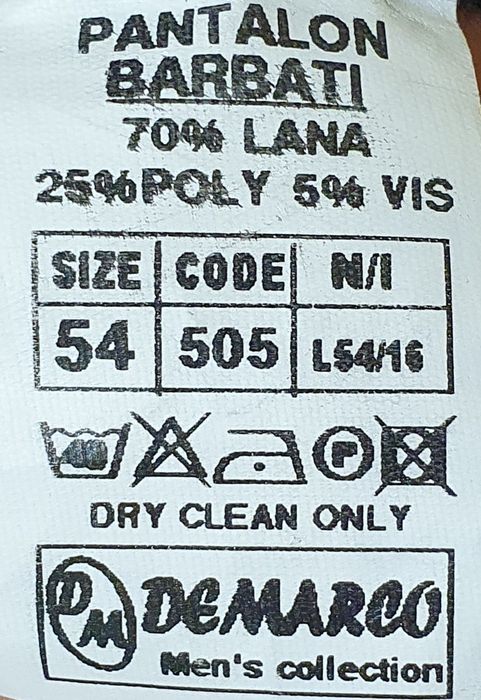 PANTALON
BARBATI
70% LANA
25% POLY 5% VIS
SIZE CODE N/I
54 505 L54/16
40 P
DRY CLEAN ONLY
DM DEMARCO
Men's collection